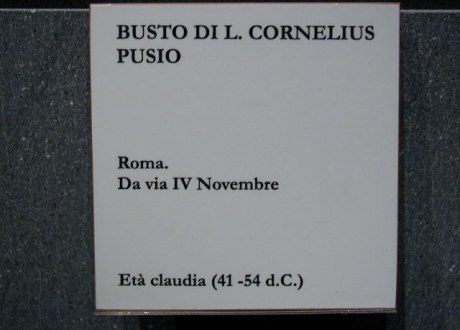 BUSTO DI L. CORNELIUS
PUSIO
Roma.
Da via IV Novembre
Età claudia (41 -54 d.C.)